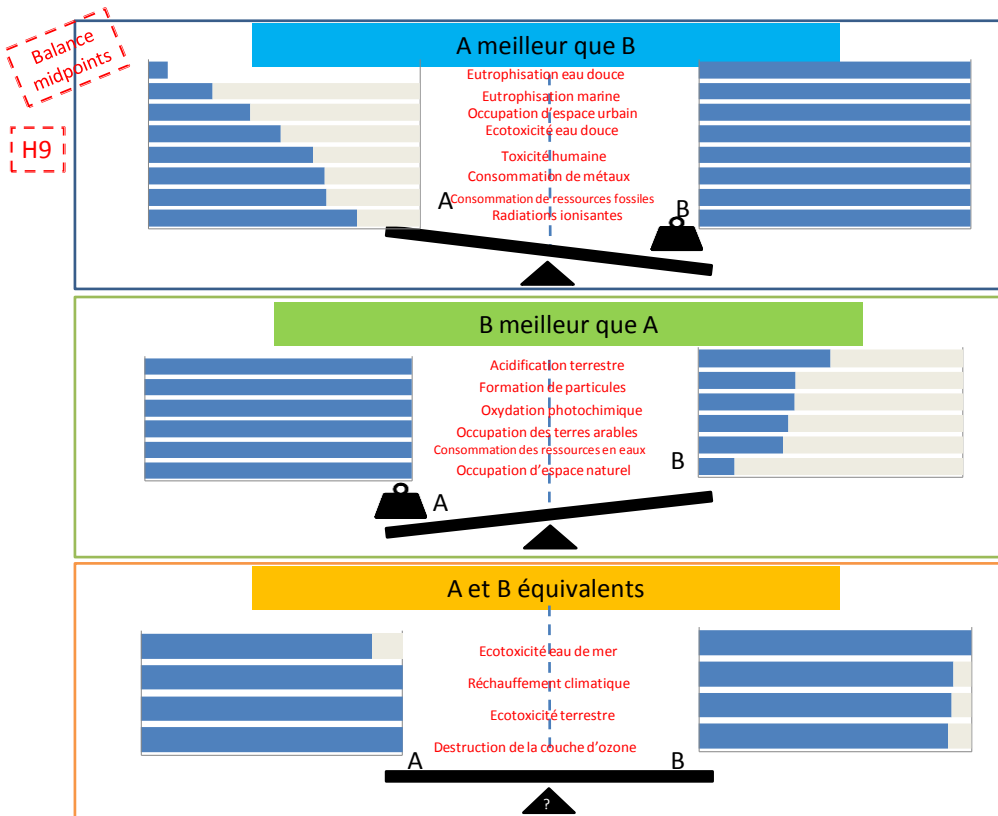 Balance
midpoints
H9
A meilleur que B
Eutrophisation eau douce
Eutrophisation marine
Occupation d'espace urbain
Ecotoxicité eau douce
Toxicité humaine
Consommation de métaux
Consommation de ressources fossiles
Radiations ionisantes
A
B
B meilleur que A
Acidification terrestre
Formation de particules
Oxydation photochimique
Occupation des terres arables
Consommation des ressources en eaux
Occupation d'espace naturel
A
B
A et B équivalents
Ecotoxicité eau de mer
Réchauffement climatique
Ecotoxicité terrestre
Destruction de la couche d'ozone
A
B
?